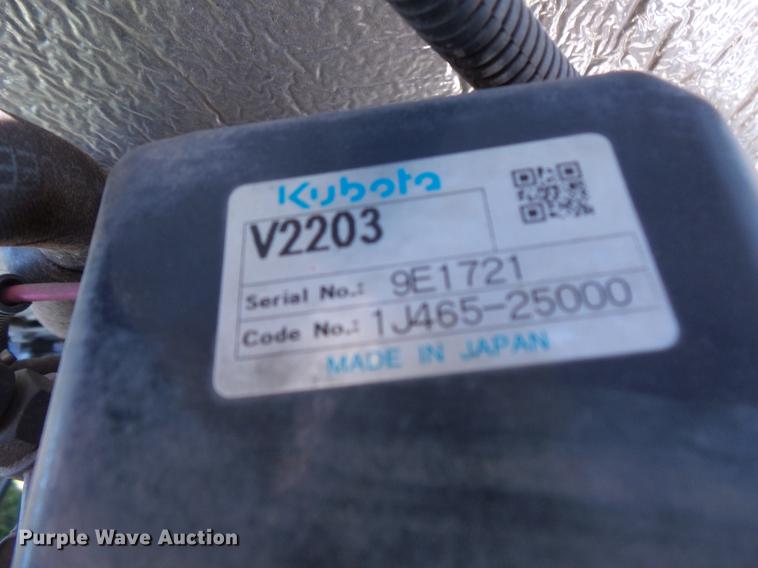 Kubota
V2203
Serial No.: 9E1721
Code No.: 1J465-25000
MADE IN JAPAN
Purple Wave Auction